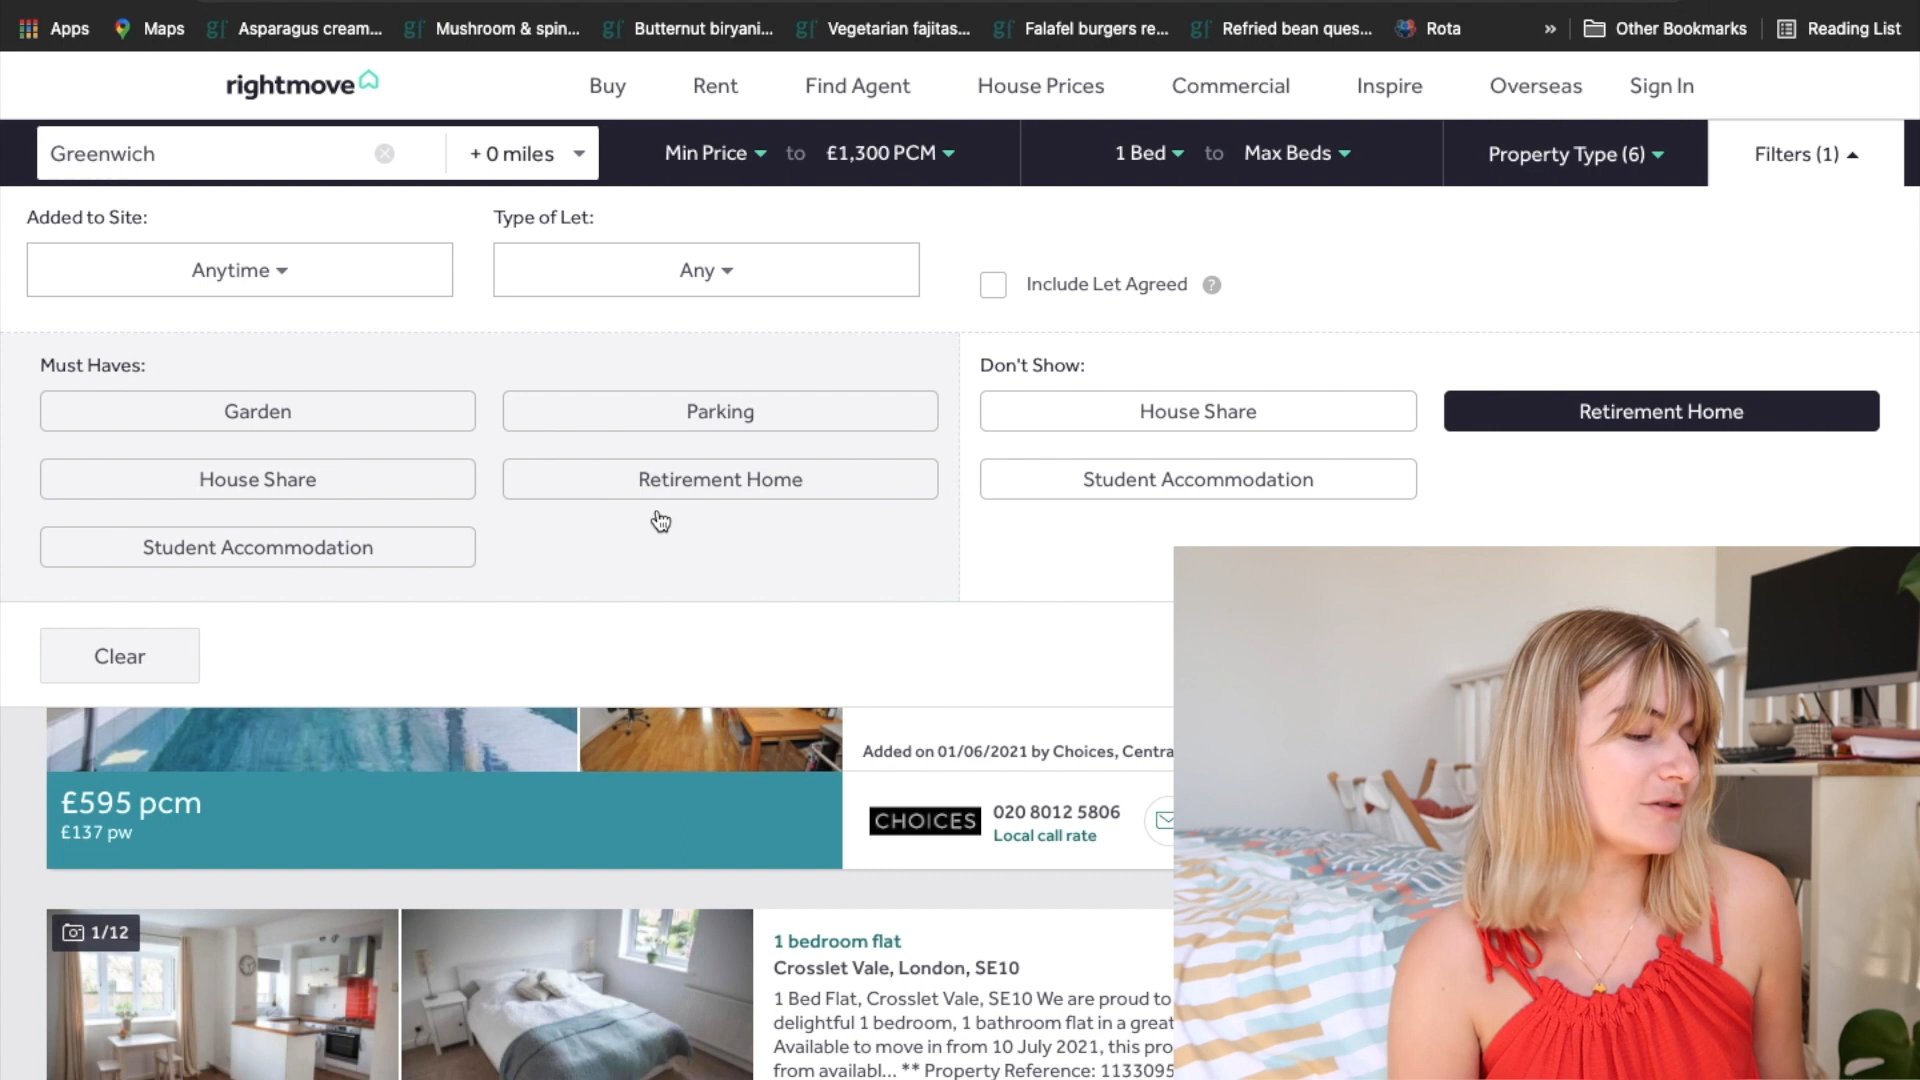 Apps Maps Asparagus cream... Mushroom & spin... Butternut biryani... Vegetarian fajitas... Falafel burgers re... Refried bean ques... Rota » Other Bookmarks Reading List
rightmove Buy Rent Find Agent House Prices Commercial Inspire Overseas Sign In
Greenwich + 0 miles Min Price to £1,300 PCM 1 Bed to Max Beds Property Type (6) Filters (1)
Added to Site: Type of Let:
Anytime Any
Include Let Agreed ?
Must Haves: Don't Show:
Garden Parking House Share Retirement Home
House Share Retirement Home Student Accommodation
Student Accommodation
Clear
Added on 01/06/2021 by Choices, Centra
£595 pcm
£137 pw
CHOICES 020 8012 5806
Local call rate
1/12
1 bedroom flat
Crosslet Vale, London, SE10
1 Bed Flat, Crosslet Vale, SE10 We are proud to
delightful 1 bedroom, 1 bathroom flat in a great
Available to move in from 10 July 2021, this pro
from availabl... ** Property Reference: 1133095